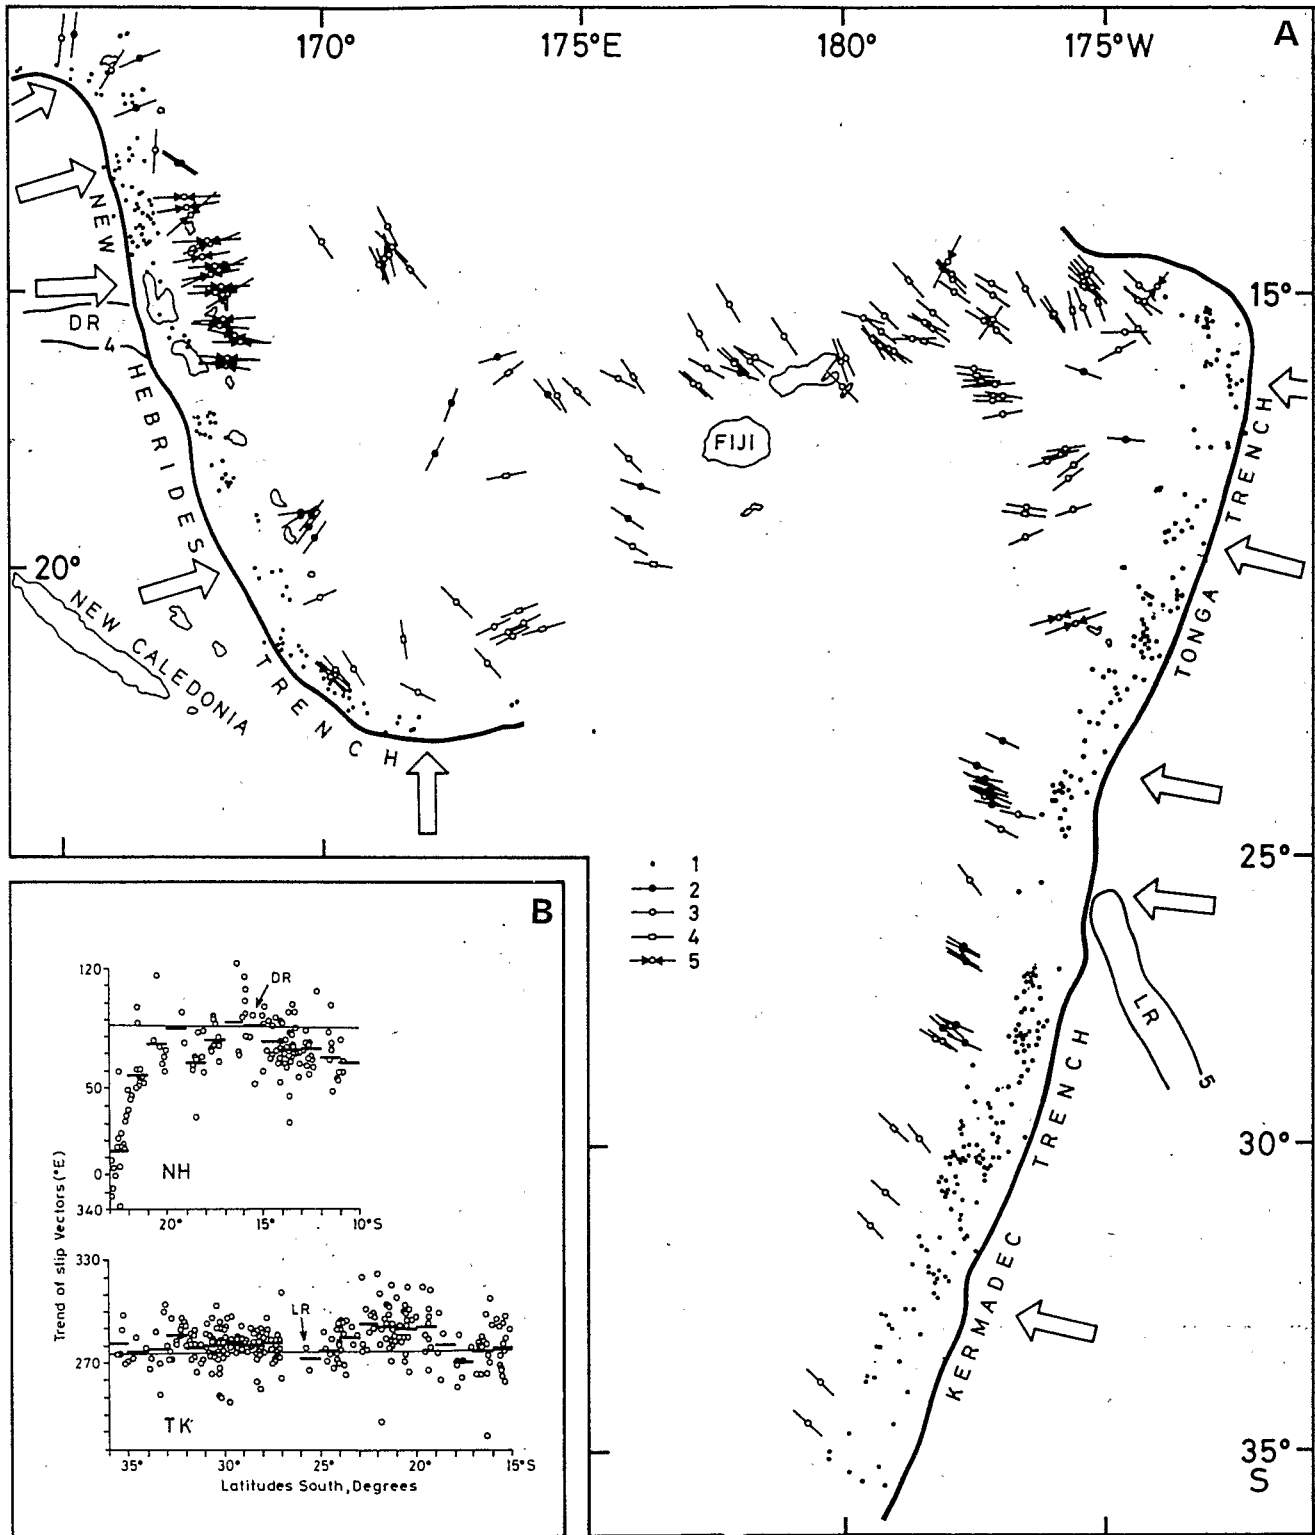 170° 175°E 180° 175°W A
NEW HEBRIDES TRENCH
15°
DR
4
FIJI
TONGA TRENCH
20°
NEW CALEDONIA
25°
1
2
3
4
5
LR
5
KERMADEC TRENCH
30°
35°
S
B
120
DR
50
NH
0
340
20° 15° 10°S
Trend of slip Vectors (°E)
330
LR
270
TK
35° 30° 25° 20° 15°S
Latitudes South, Degrees